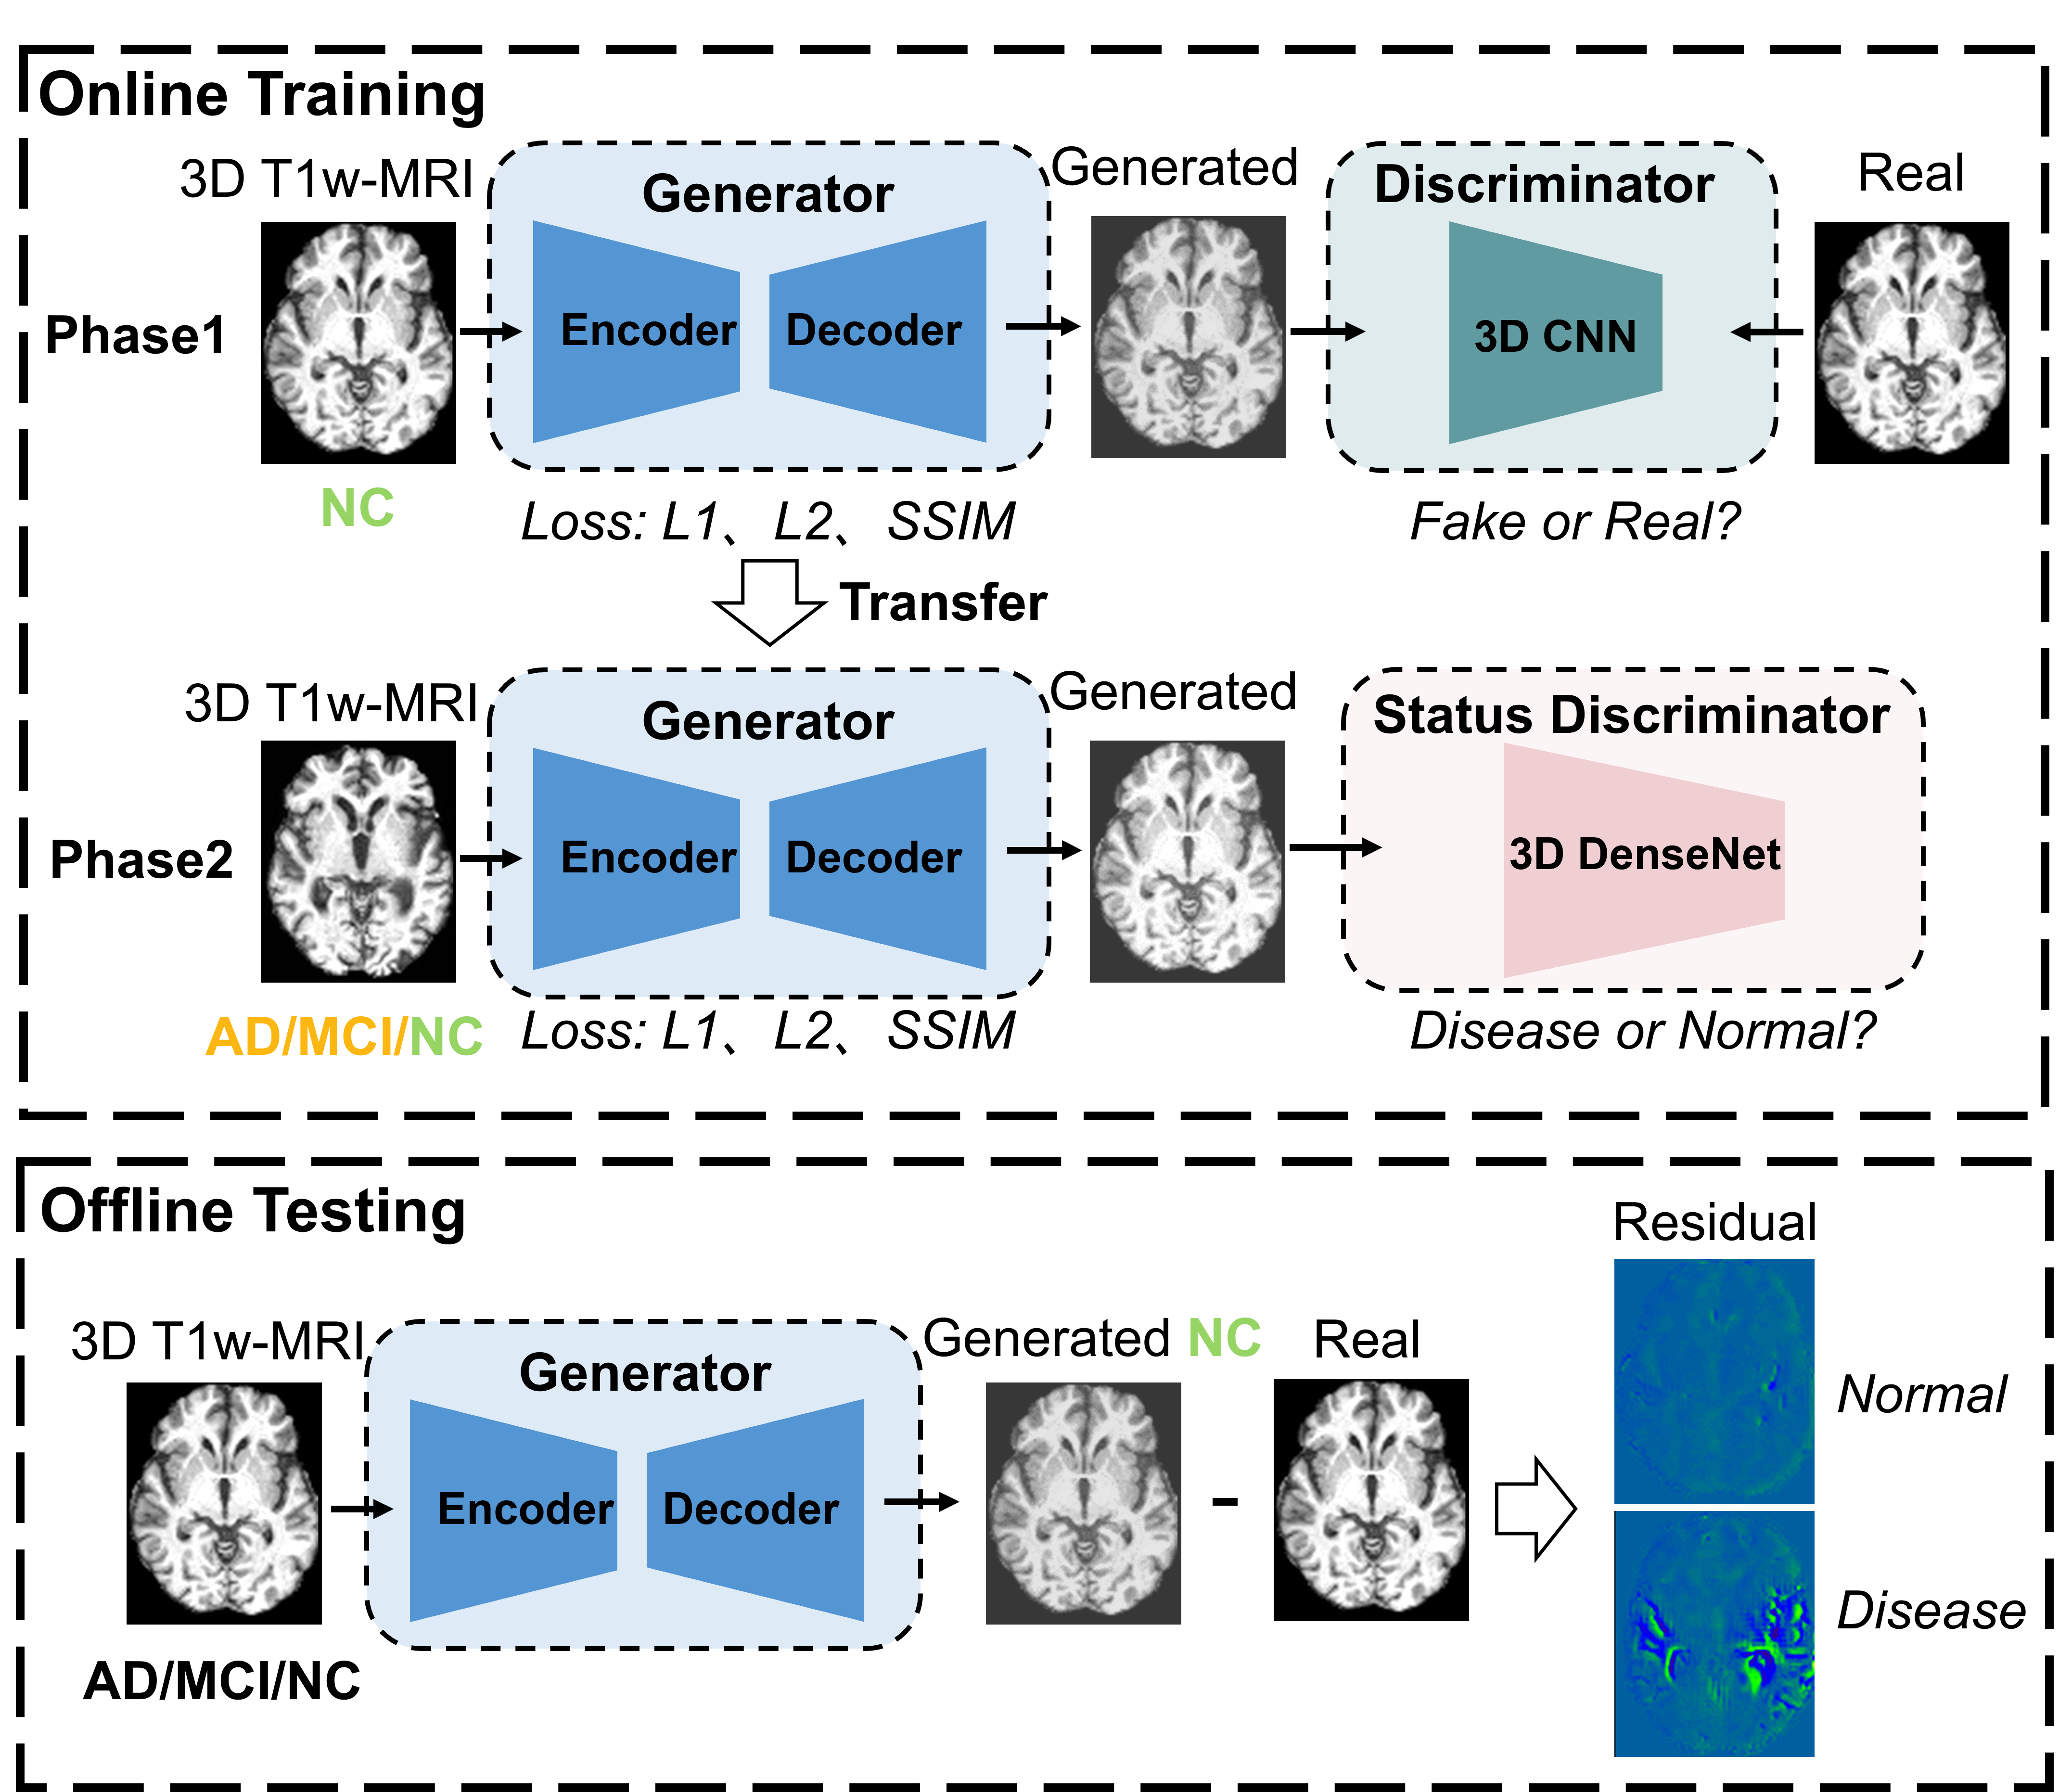 Online Training
3D T1w-MRI
Generator
Generated
Discriminator
Real
Phase1
Encoder
Decoder
3D CNN
NC
Loss: L1、L2、SSIM
Fake or Real?
Transfer
3D T1w-MRI
Generator
Generated
Status Discriminator
Phase2
Encoder
Decoder
3D DenseNet
AD/MCI/NC
Loss: L1、L2、SSIM
Disease or Normal?
Offline Testing
Residual
3D T1w-MRI
Generator
Generated NC
Real
Normal
Encoder
Decoder
-
Disease
AD/MCI/NC